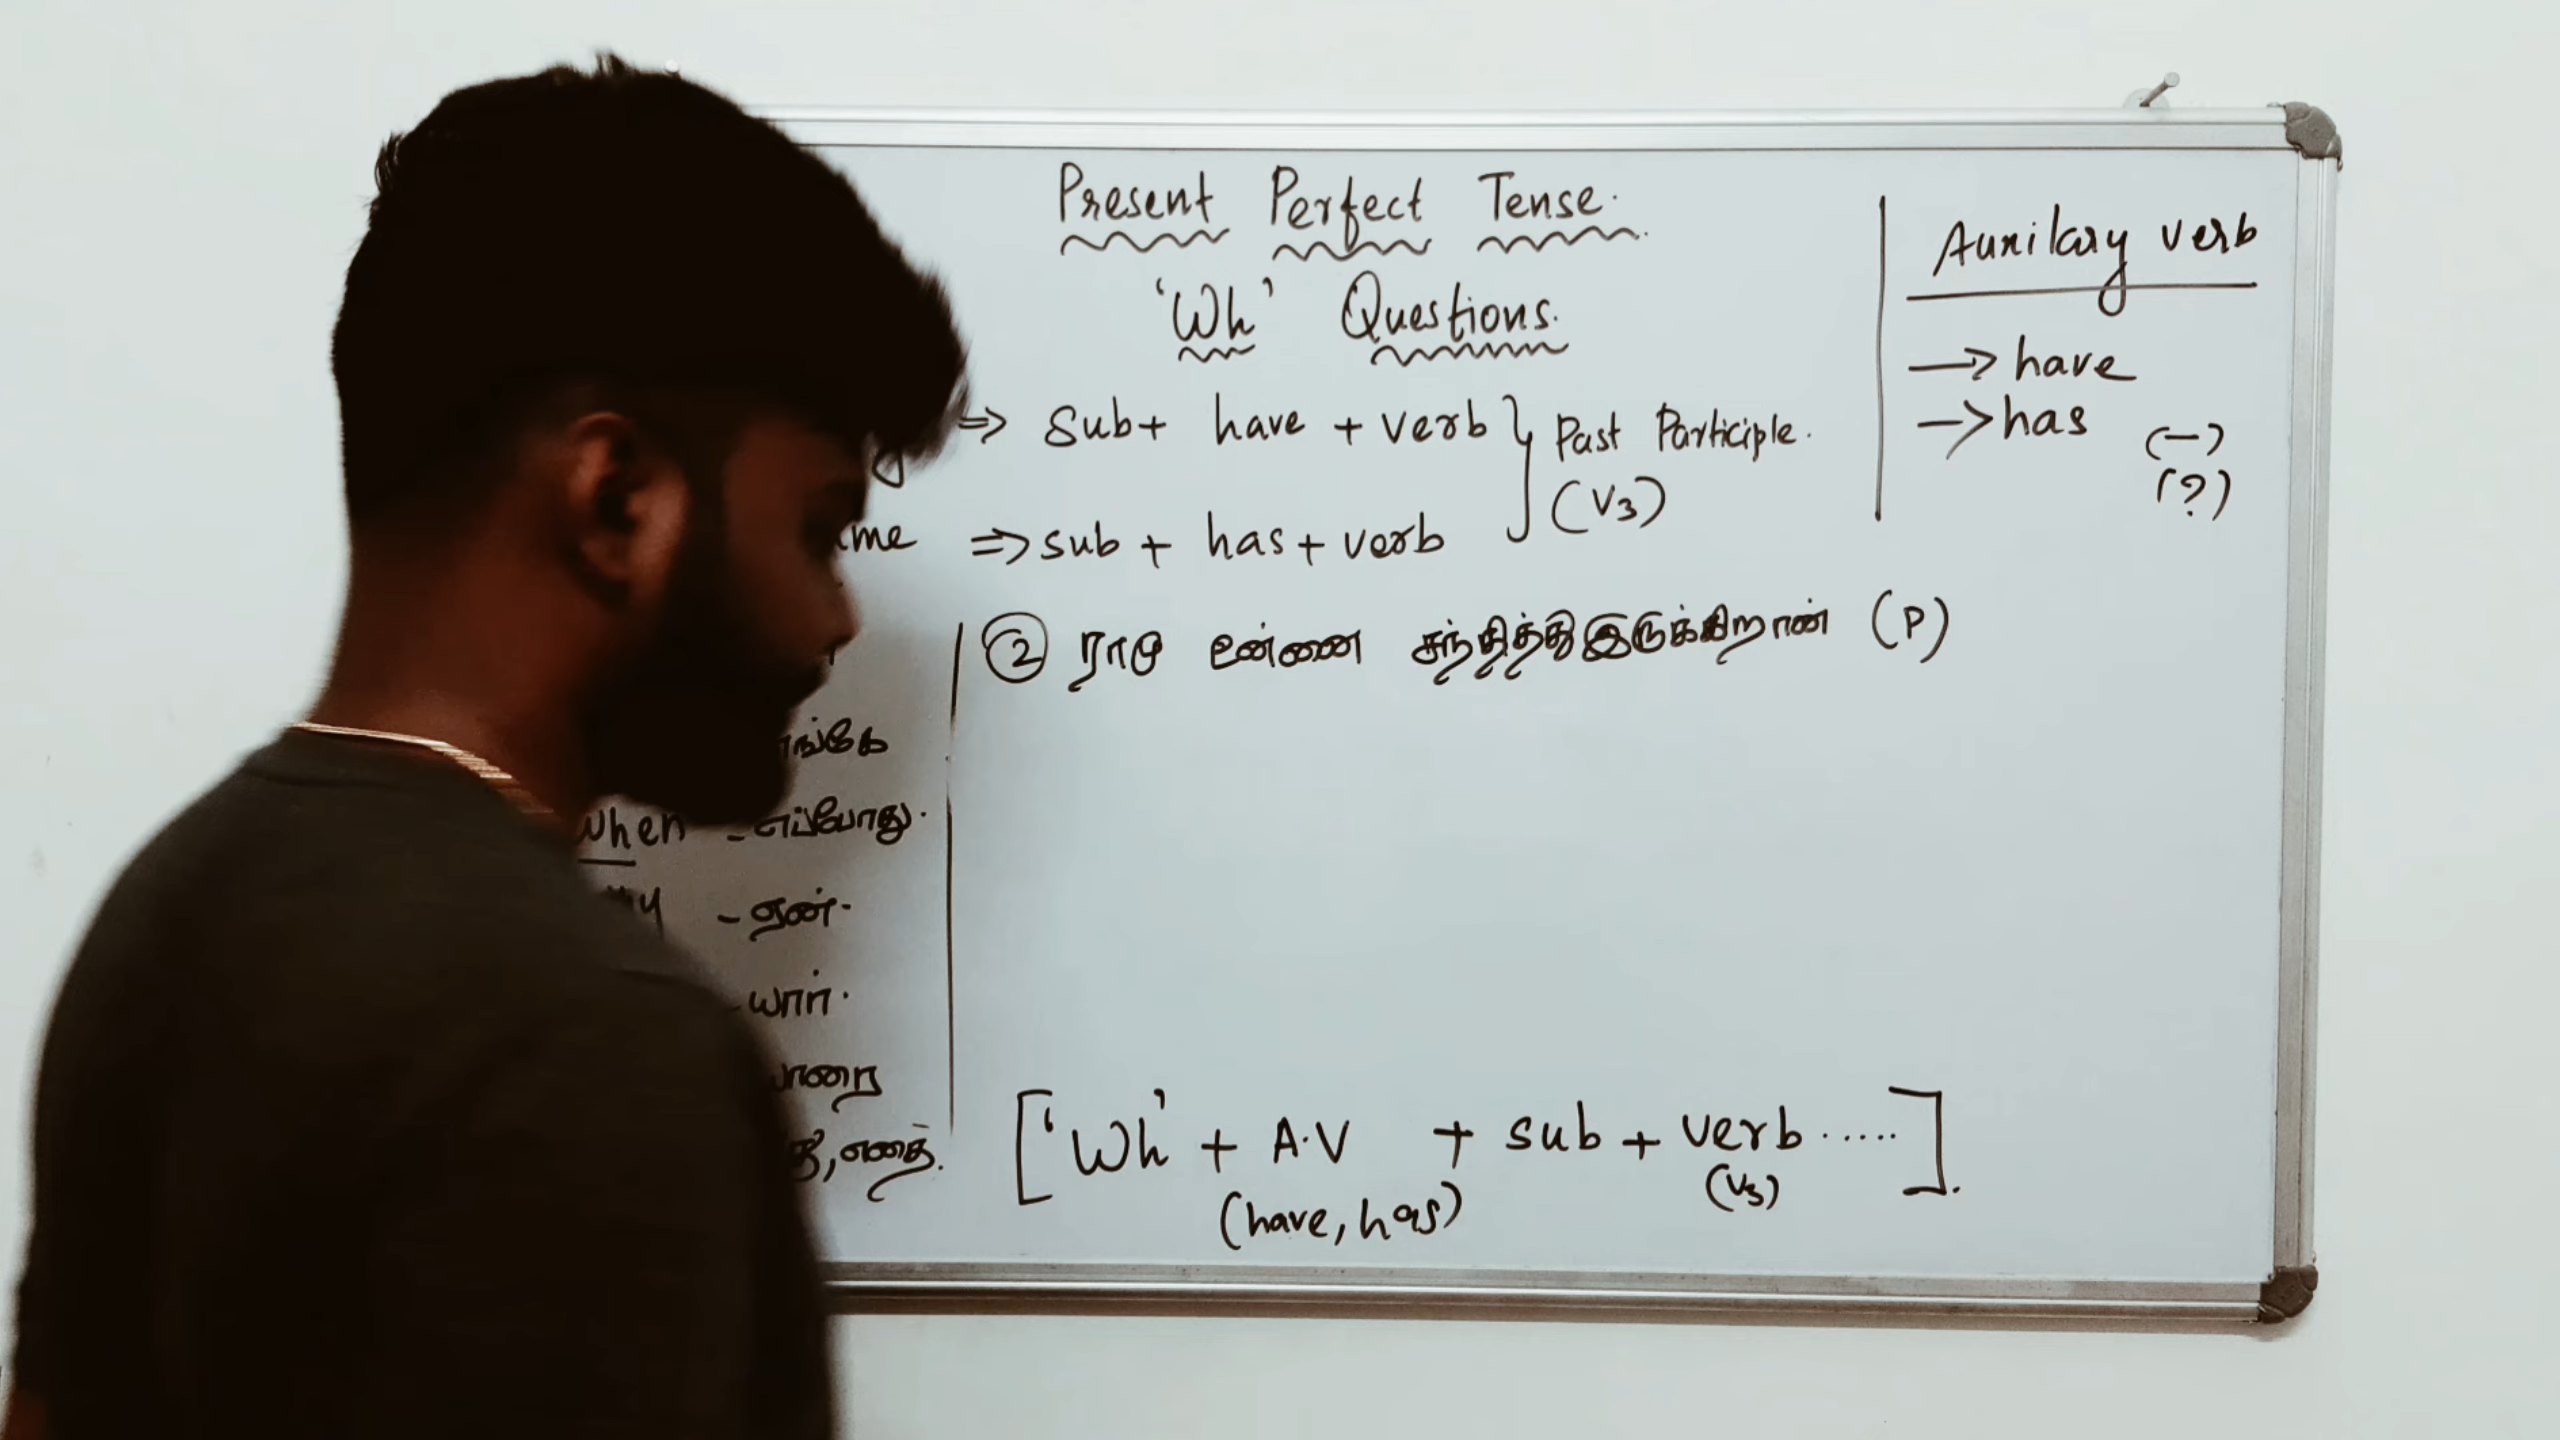 Present Perfect Tense.
'Wh' Questions.
⇒ Sub + have + verb } Past Participle.
(V3)
⇒ sub + has + verb
Auxilary verb
→ have
→ has (−)
(?)
② ராமு உன்னை சந்தித்து இருக்கிறான் (P)
When - எப்போது.
- ஏன்.
- யார்.
['Wh' + A.V + sub + verb .....].
(have, has) (V3)